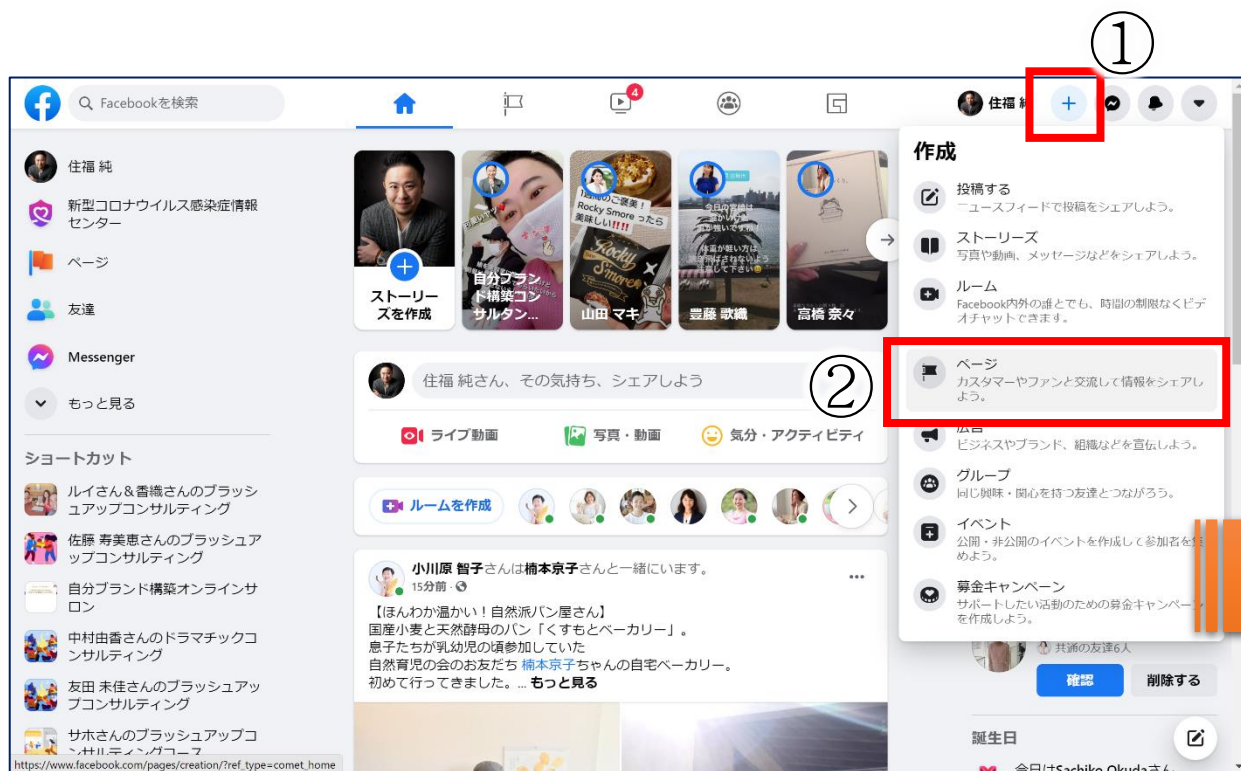 ①
Facebookを検索
4
住福 純
作成
投稿する
ニュースフィードで投稿をシェアしよう。
ストーリーズ
写真や動画、メッセージなどをシェアしよう。
ルーム
Facebook内外の誰とでも、時間の制限なくビデ
オチャットできます。
②
ページ
カスタマーやファンと交流して情報をシェアし
よう。
広告
ビジネスやブランド、組織などを宣伝しよう。
グループ
同じ興味・関心を持つ友達とつながろう。
イベント
公開・非公開のイベントを作成して参加者を集
めよう。
募金キャンペーン
サポートしたい活動のための募金キャンペーン
を作成しよう。
住福 純
新型コロナウイルス感染症情報
センター
ページ
友達
Messenger
もっと見る
ショートカット
ルイさん＆香織さんのブラッシ
ュアップコンサルティング
佐藤 寿美恵さんのブラッシュア
ップコンサルティング
自分ブランド構築オンラインサ
ロン
中村由香さんのドラマチックコ
ンサルティング
友田 未佳さんのブラッシュアッ
プコンサルティング
サホさんのブラッシュアップコ
ンサルティングコース
https://www.facebook.com/pages/creation/?ref_type=comet_home
ストーリー
ズを作成
自分ブラン
ド構築コン
サルタン...
Rocky Smore ったら
美味しい!!!!
Rocky
Smore
山田 マキ
豊藤 歌織
高橋 奈々
住福 純さん、その気持ち、シェアしよう
ライブ動画
写真・動画
気分・アクティビティ
ルームを作成
小川原 智子さんは楠本京子さんと一緒にいます。
15分前
【ほんわか温かい！自然派パン屋さん】
国産小麦と天然酵母のパン「くすもとベーカリー」。
息子たちが乳幼児の頃参加していた
自然育児の会のお友だち 楠本京子ちゃんの自宅ベーカリー。
初めて行ってきました。... もっと見る
共通の友達6人
確認
削除する
誕生日
今日はSachiko Okudaさん